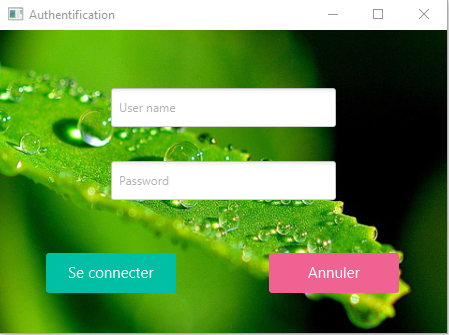 Authentification
User name
Password
Se connecter
Annuler